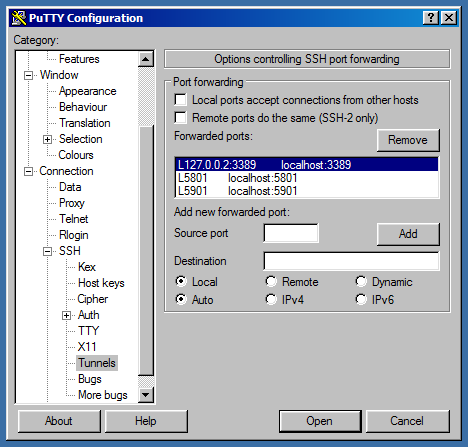 PuTTY Configuration
Category:
Features
Window
Appearance
Behaviour
Translation
Selection
Colours
Connection
Data
Proxy
Telnet
Rlogin
SSH
Kex
Host keys
Cipher
Auth
TTY
X11
Tunnels
Bugs
More bugs
Options controlling SSH port forwarding
Port forwarding
Local ports accept connections from other hosts
Remote ports do the same (SSH-2 only)
Forwarded ports:
Remove
L127.0.0.2:3389 localhost:3389
L5801 localhost:5801
L5901 localhost:5901
Add new forwarded port:
Source port
Add
Destination
Local Remote Dynamic
Auto IPv4 IPv6
About Help Open Cancel